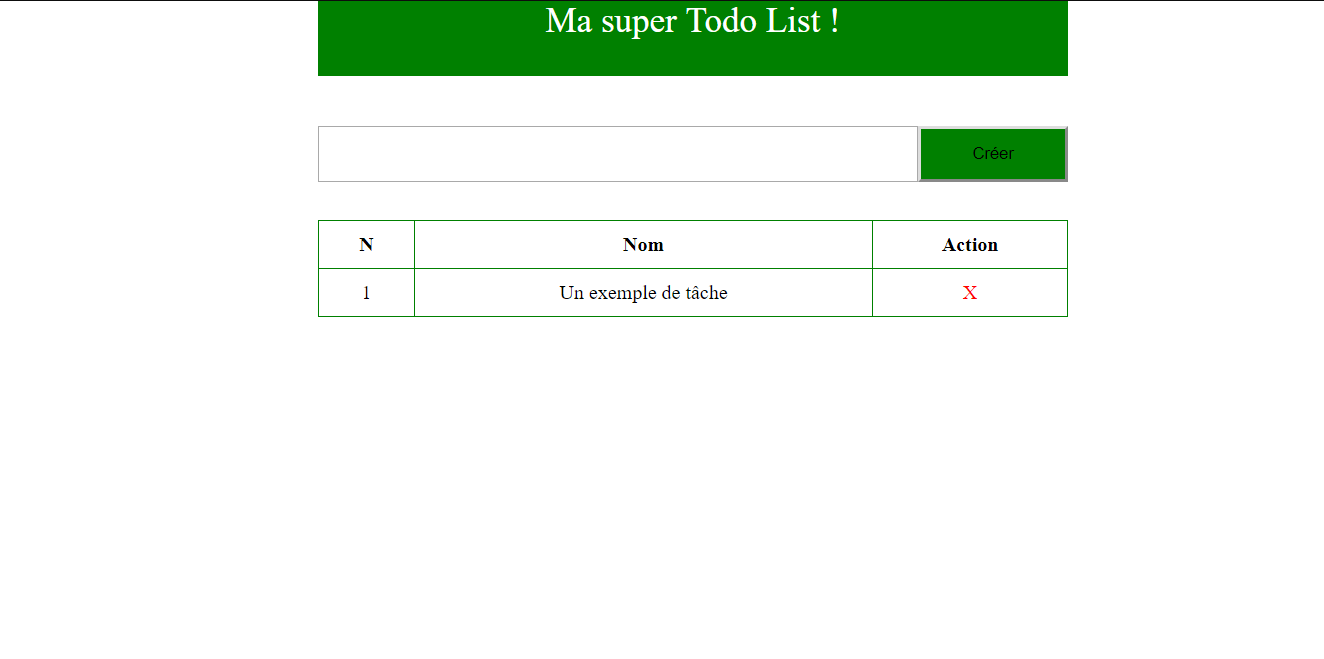 Ma super Todo List !
Créer
N Nom Action
1 Un exemple de tâche X